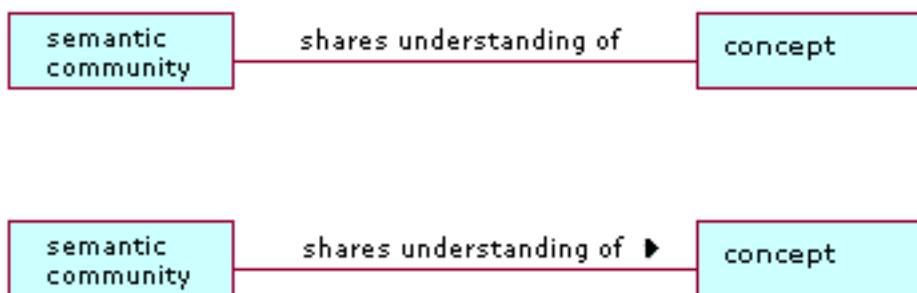 semantic
community
shares understanding of
concept
semantic
community
shares understanding of
concept